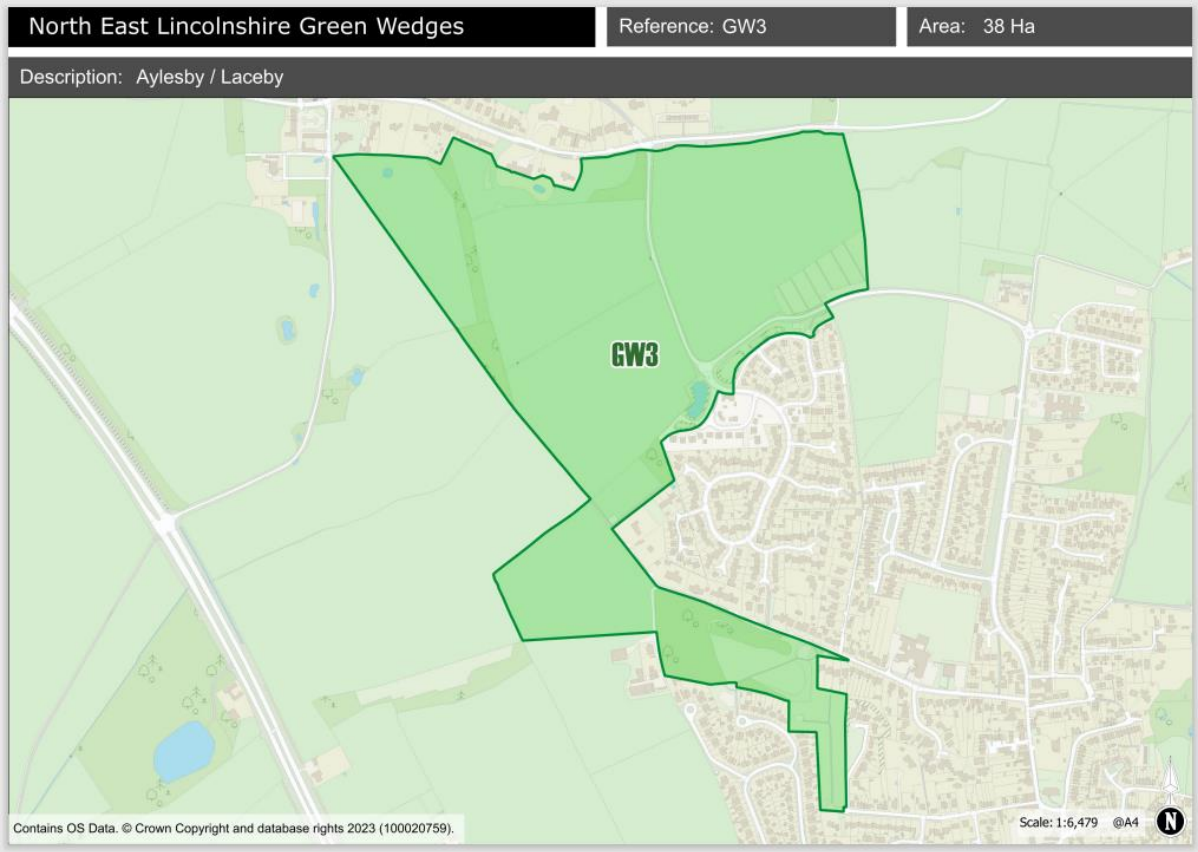 North East Lincolnshire Green Wedges
Reference: GW3
Area: 38 Ha
Description: Aylesby / Laceby
GW3
Contains OS Data. © Crown Copyright and database rights 2023 (100020759).
Scale: 1:6,479 @A4
N